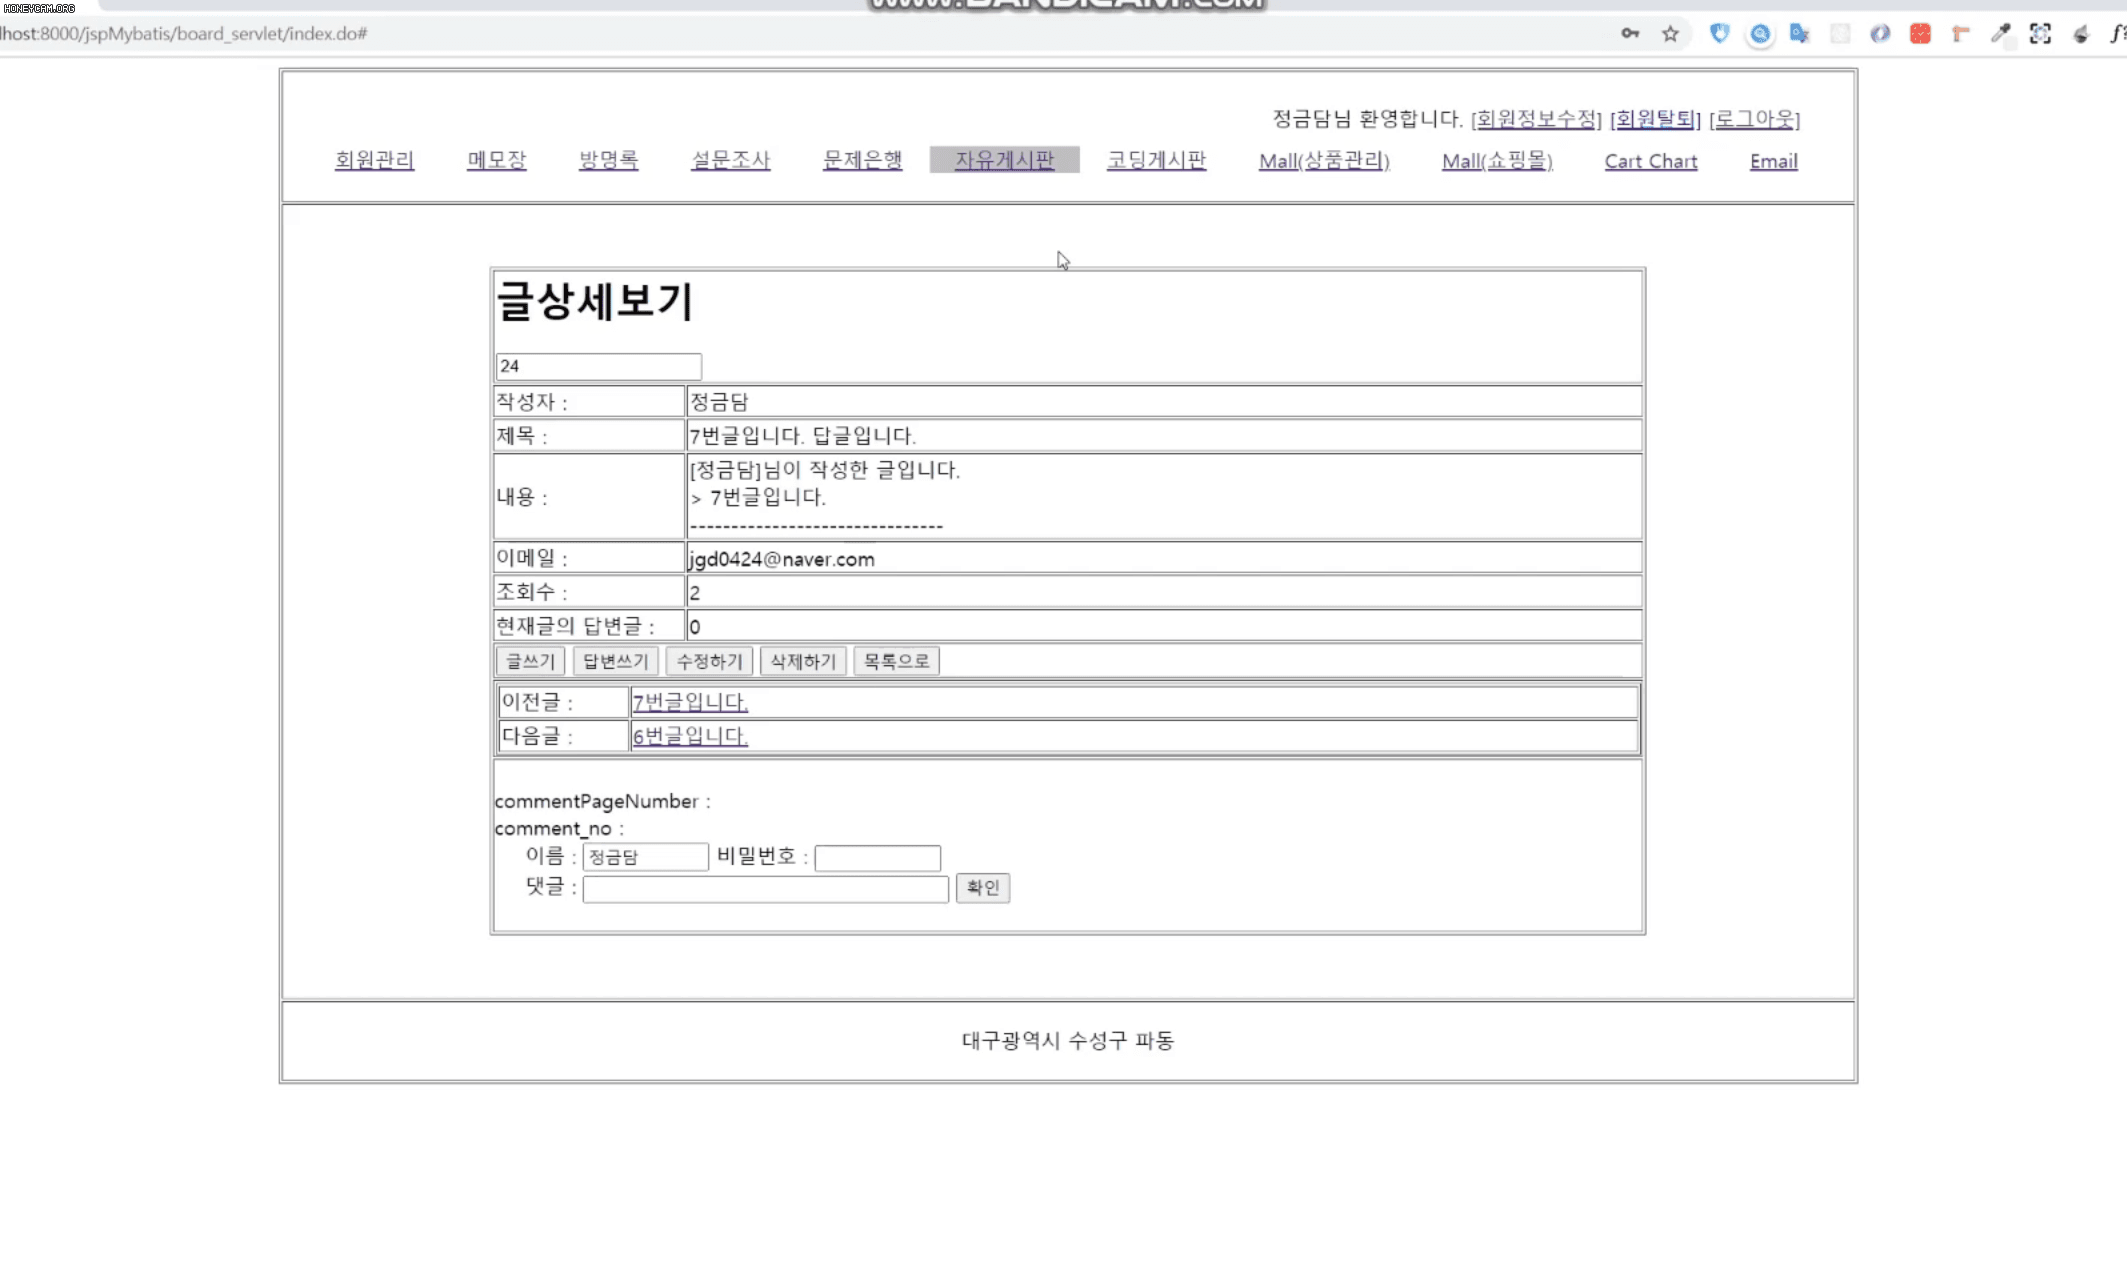 HONEYCAM.ORG
www.BANDICAM.com
lhost:8000/jspMybatis/board_servlet/index.do#
정금담님 환영합니다. [회원정보수정] [회원탈퇴] [로그아웃]
회원관리 메모장 방명록 설문조사 문제은행 자유게시판 코딩게시판 Mall(상품관리) Mall(쇼핑몰) Cart Chart Email
글상세보기
24
작성자 : 정금담
제목 : 7번글입니다. 답글입니다.
내용 : [정금담]님이 작성한 글입니다.
> 7번글입니다.
-------------------------------
이메일 : jgd0424@naver.com
조회수 : 2
현재글의 답변글 : 0
글쓰기 답변쓰기 수정하기 삭제하기 목록으로
이전글 : 7번글입니다.
다음글 : 6번글입니다.
commentPageNumber :
comment_no :
이름 : 정금담 비밀번호 :
댓글 : 확인
대구광역시 수성구 파동